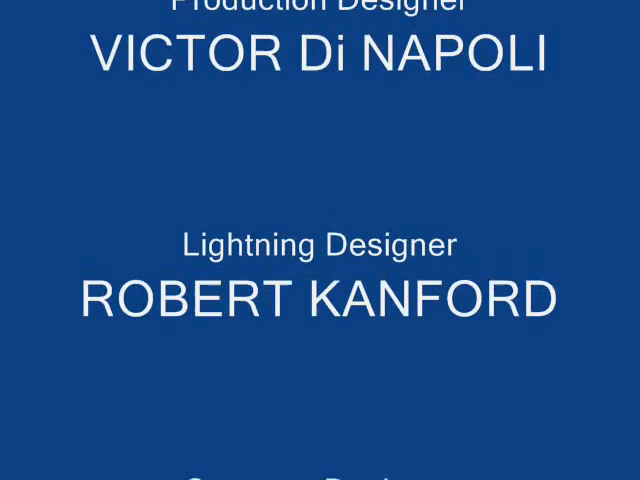 Production Designer
VICTOR Di NAPOLI
Lightning Designer
ROBERT KANFORD